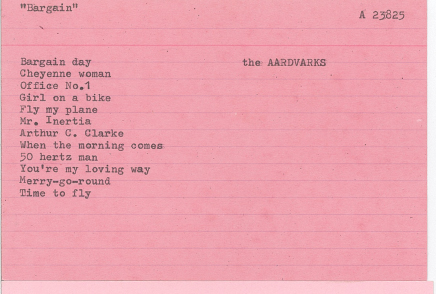 "Bargain"
A 23825
Bargain day
the AARDVARKS
Cheyenne woman
Office No.1
Girl on a bike
Fly my plane
Mr. Inertia
Arthur C. Clarke
When the morning comes
50 hertz man
You're my loving way
Merry-go-round
Time to fly